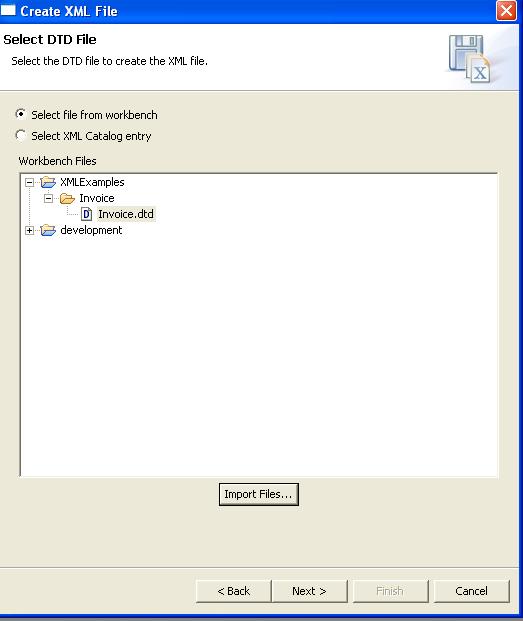 Create XML File
Select DTD File
Select the DTD file to create the XML file.
Select file from workbench
Select XML Catalog entry
Workbench Files
XMLExamples
Invoice
D Invoice.dtd
development
Import Files...
< Back Next > Finish Cancel